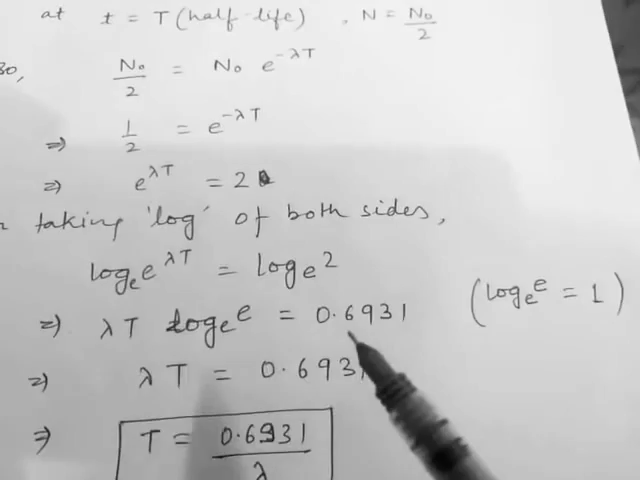 at t = T (half-life) , N = N₀/2
so, N₀/2 = N₀ e^{-λT}
⇒ 1/2 = e^{-λT}
⇒ e^{λT} = 2
taking 'log' of both sides,
logₑ e^{λT} = logₑ 2
⇒ λT logₑ e = 0.6931 (logₑ e = 1)
⇒ λT = 0.6931
⇒ T = 0.6931/λ